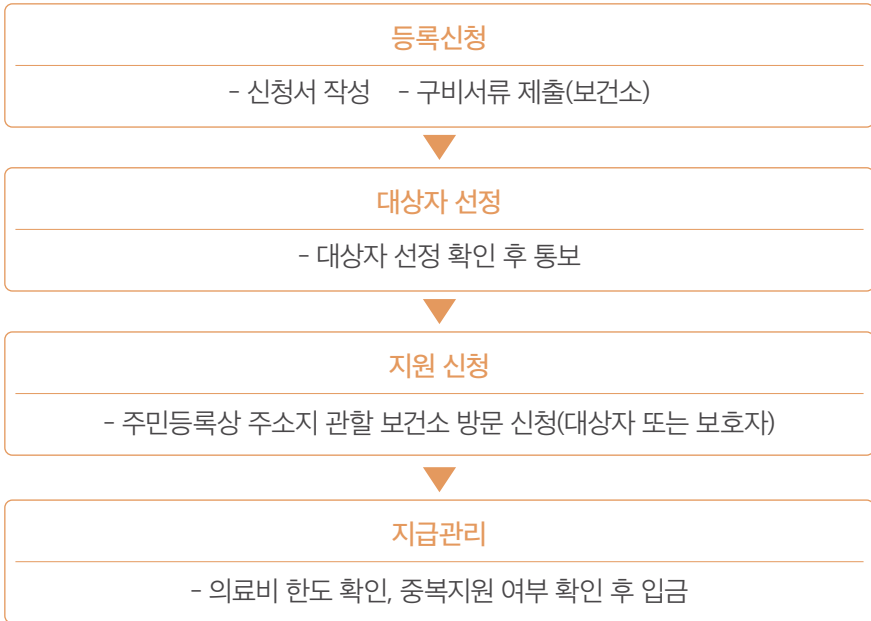 등록신청
- 신청서 작성 - 구비서류 제출(보건소)
대상자 선정
- 대상자 선정 확인 후 통보
지원 신청
- 주민등록상 주소지 관할 보건소 방문 신청(대상자 또는 보호자)
지급관리
- 의료비 한도 확인, 중복지원 여부 확인 후 입금